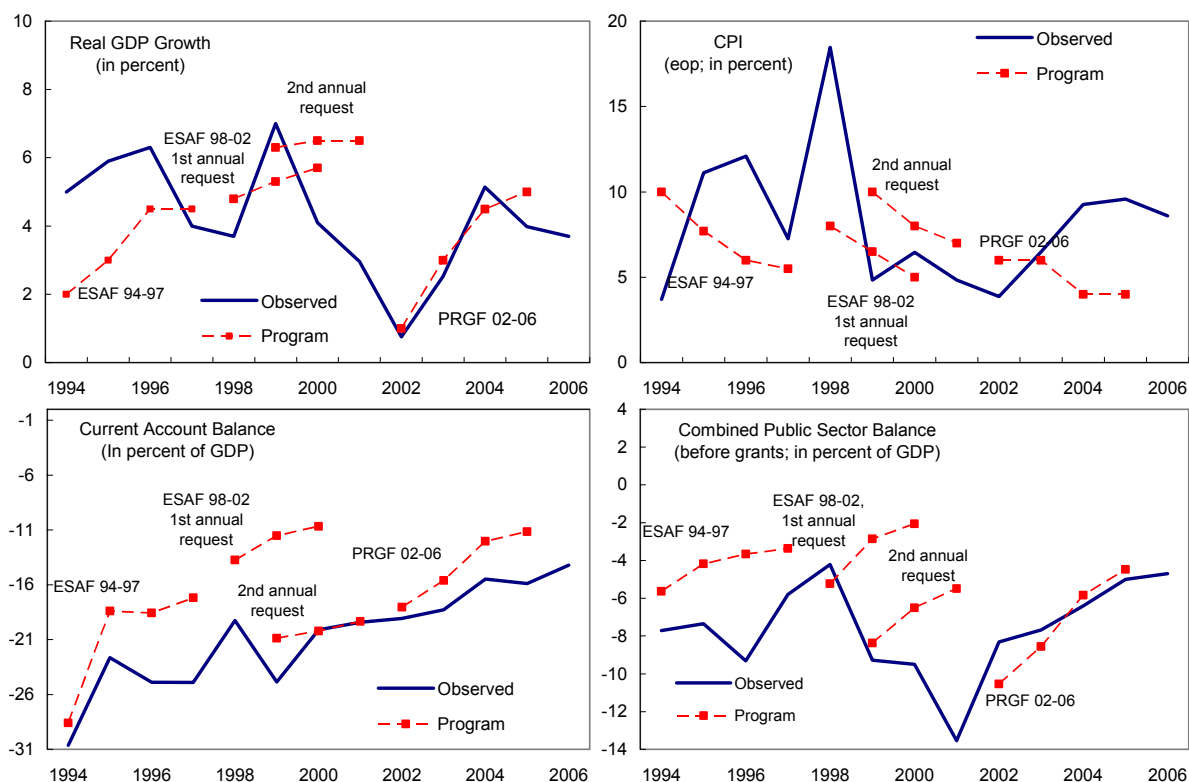 10
8
6
4
2
0
Real GDP Growth
(in percent)
2nd annual
request
ESAF 98-02
1st annual
request
ESAF 94-97
Observed
Program
PRGF 02-06
1994 1996 1998 2000 2002 2004 2006
20
15
10
5
0
CPI
(eop; in percent)
Observed
Program
2nd annual request
PRGF 02-06
ESAF 94-97
ESAF 98-02
1st annual
request
1994 1996 1998 2000 2002 2004 2006
-1
-6
-11
-16
-21
-26
-31
Current Account Balance
(In percent of GDP)
ESAF 98-02
1st annual
request
PRGF 02-06
ESAF 94-97
2nd annual
request
Observed
Program
1994 1996 1998 2000 2002 2004 2006
4
2
0
-2
-4
-6
-8
-10
-12
-14
Combined Public Sector Balance
(before grants; in percent of GDP)
ESAF 98-02,
1st annual
request
ESAF 94-97
2nd annual
request
Observed
PRGF 02-06
Program
1994 1996 1998 2000 2002 2004 2006